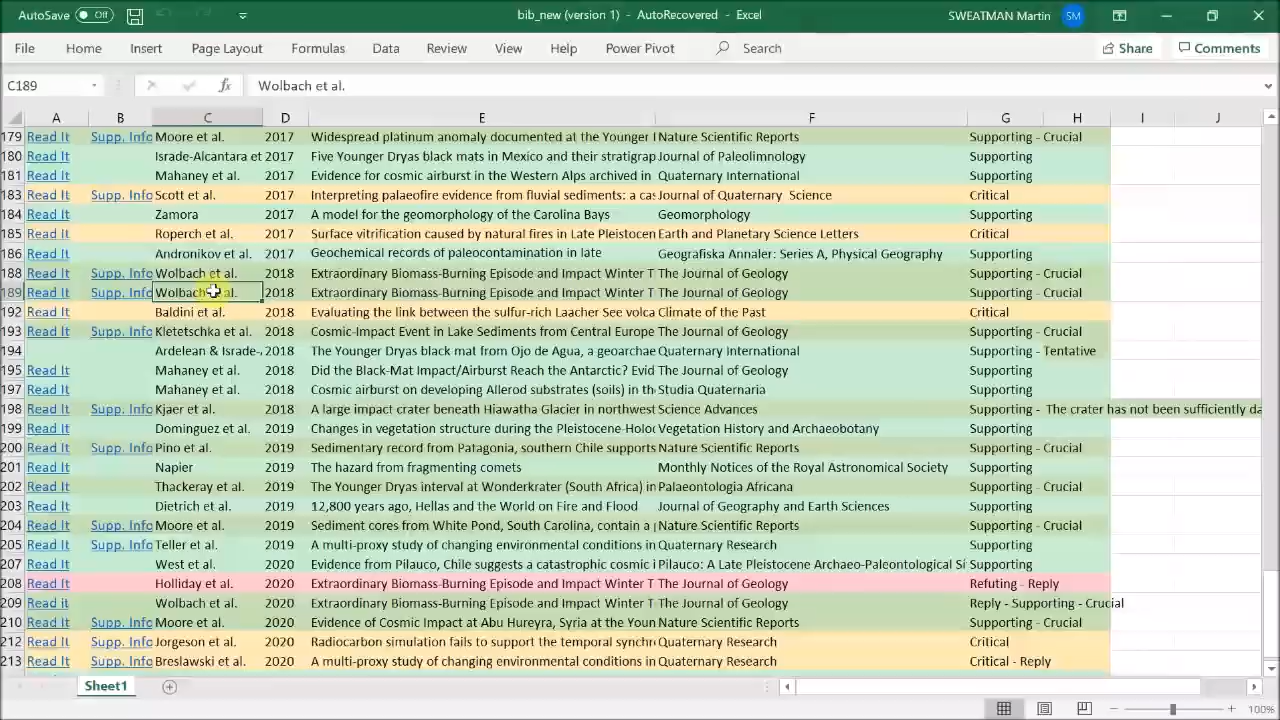 AutoSave Off bib_new (version 1) - AutoRecovered - Excel SWEATMAN Martin SM
File Home Insert Page Layout Formulas Data Review View Help Power Pivot Search Share Comments
C189 fx Wolbach et al.
A B C D E F G H I J
179 Read It Supp. Info Moore et al. 2017 Widespread platinum anomaly documented at the Younger Nature Scientific Reports Supporting - Crucial
180 Read It Israde-Alcantara et 2017 Five Younger Dryas black mats in Mexico and their stratigrap Journal of Paleolimnology Supporting
181 Read It Mahaney et al. 2017 Evidence for cosmic airburst in the Western Alps archived in Quaternary International Supporting
183 Read It Supp. Info Scott et al. 2017 Interpreting palaeofire evidence from fluvial sediments: a cas Journal of Quaternary Science Critical
184 Read It Zamora 2017 A model for the geomorphology of the Carolina Bays Geomorphology Supporting
185 Read It Roperch et al. 2017 Surface vitrification caused by natural fires in Late Pleistocen Earth and Planetary Science Letters Critical
186 Read It Andronikov et al. 2017 Geochemical records of paleocontamination in late Geografiska Annaler: Series A, Physical Geography Supporting
188 Read It Supp. Info Wolbach et al. 2018 Extraordinary Biomass-Burning Episode and Impact Winter T The Journal of Geology Supporting - Crucial
189 Read It Supp. Info Wolbach et al. 2018 Extraordinary Biomass-Burning Episode and Impact Winter T The Journal of Geology Supporting - Crucial
192 Read It Baldini et al. 2018 Evaluating the link between the sulfur-rich Laacher See volca Climate of the Past Critical
193 Read It Supp. Info Kletetschka et al. 2018 Cosmic-Impact Event in Lake Sediments from Central Europe The Journal of Geology Supporting - Crucial
194 Ardelean & Israde-A 2018 The Younger Dryas black mat from Ojo de Agua, a geoarchae Quaternary International Supporting - Tentative
195 Read It Mahaney et al. 2018 Did the Black-Mat Impact/Airburst Reach the Antarctic? Evid The Journal of Geology Supporting
197 Read It Mahaney et al. 2018 Cosmic airburst on developing Allerod substrates (soils) in th Studia Quaternaria Supporting
198 Read It Supp. Info Kjaer et al. 2018 A large impact crater beneath Hiawatha Glacier in northwest Science Advances Supporting - The crater has not been sufficiently da
199 Read It Dominguez et al. 2018 Changes in vegetation structure during the Pleistocene-Holoc Vegetation History and Archaeobotany Supporting
200 Read It Supp. Info Pino et al. 2019 Sedimentary record from Patagonia, southern Chile supports Nature Scientific Reports Supporting - Crucial
201 Read It Napier 2019 The hazard from fragmenting comets Monthly Notices of the Royal Astronomical Society Supporting
202 Read It Thackeray et al. 2019 The Younger Dryas interval at Wonderkrater (South Africa) in Palaeontologia Africana Supporting - Crucial
203 Read It Dietrich et al. 2019 12,800 years ago, Hellas and the World on Fire and Flood Journal of Geography and Earth Sciences Supporting
204 Read It Supp. Info Moore et al. 2019 Sediment cores from White Pond, South Carolina, contain a p Nature Scientific Reports Supporting - Crucial
205 Read It Supp. Info Teller et al. 2019 A multi-proxy study of changing environmental conditions in Quaternary Research Supporting
207 Read It West et al. 2020 Evidence from Pilauco, Chile suggests a catastrophic cosmic i Pilauco: A Late Pleistocene Archaeo-Paleontological Si Supporting
208 Read It Holliday et al. 2020 Extraordinary Biomass-Burning Episode and Impact Winter T The Journal of Geology Refuting - Reply
209 Read it Wolbach et al. 2020 Extraordinary Biomass-Burning Episode and Impact Winter T The Journal of Geology Reply - Supporting - Crucial
210 Read It Supp. Info Moore et al. 2020 Evidence of Cosmic Impact at Abu Hureyra, Syria at the Youn Nature Scientific Reports Supporting - Crucial
212 Read It Supp. Info Jorgeson et al. 2020 Radiocarbon simulation fails to support the temporal synchro Quaternary Research Critical
213 Read It Supp. Info Breslawski et al. 2020 A multi-proxy study of changing environmental conditions in Quaternary Research Critical - Reply
Sheet1
100%